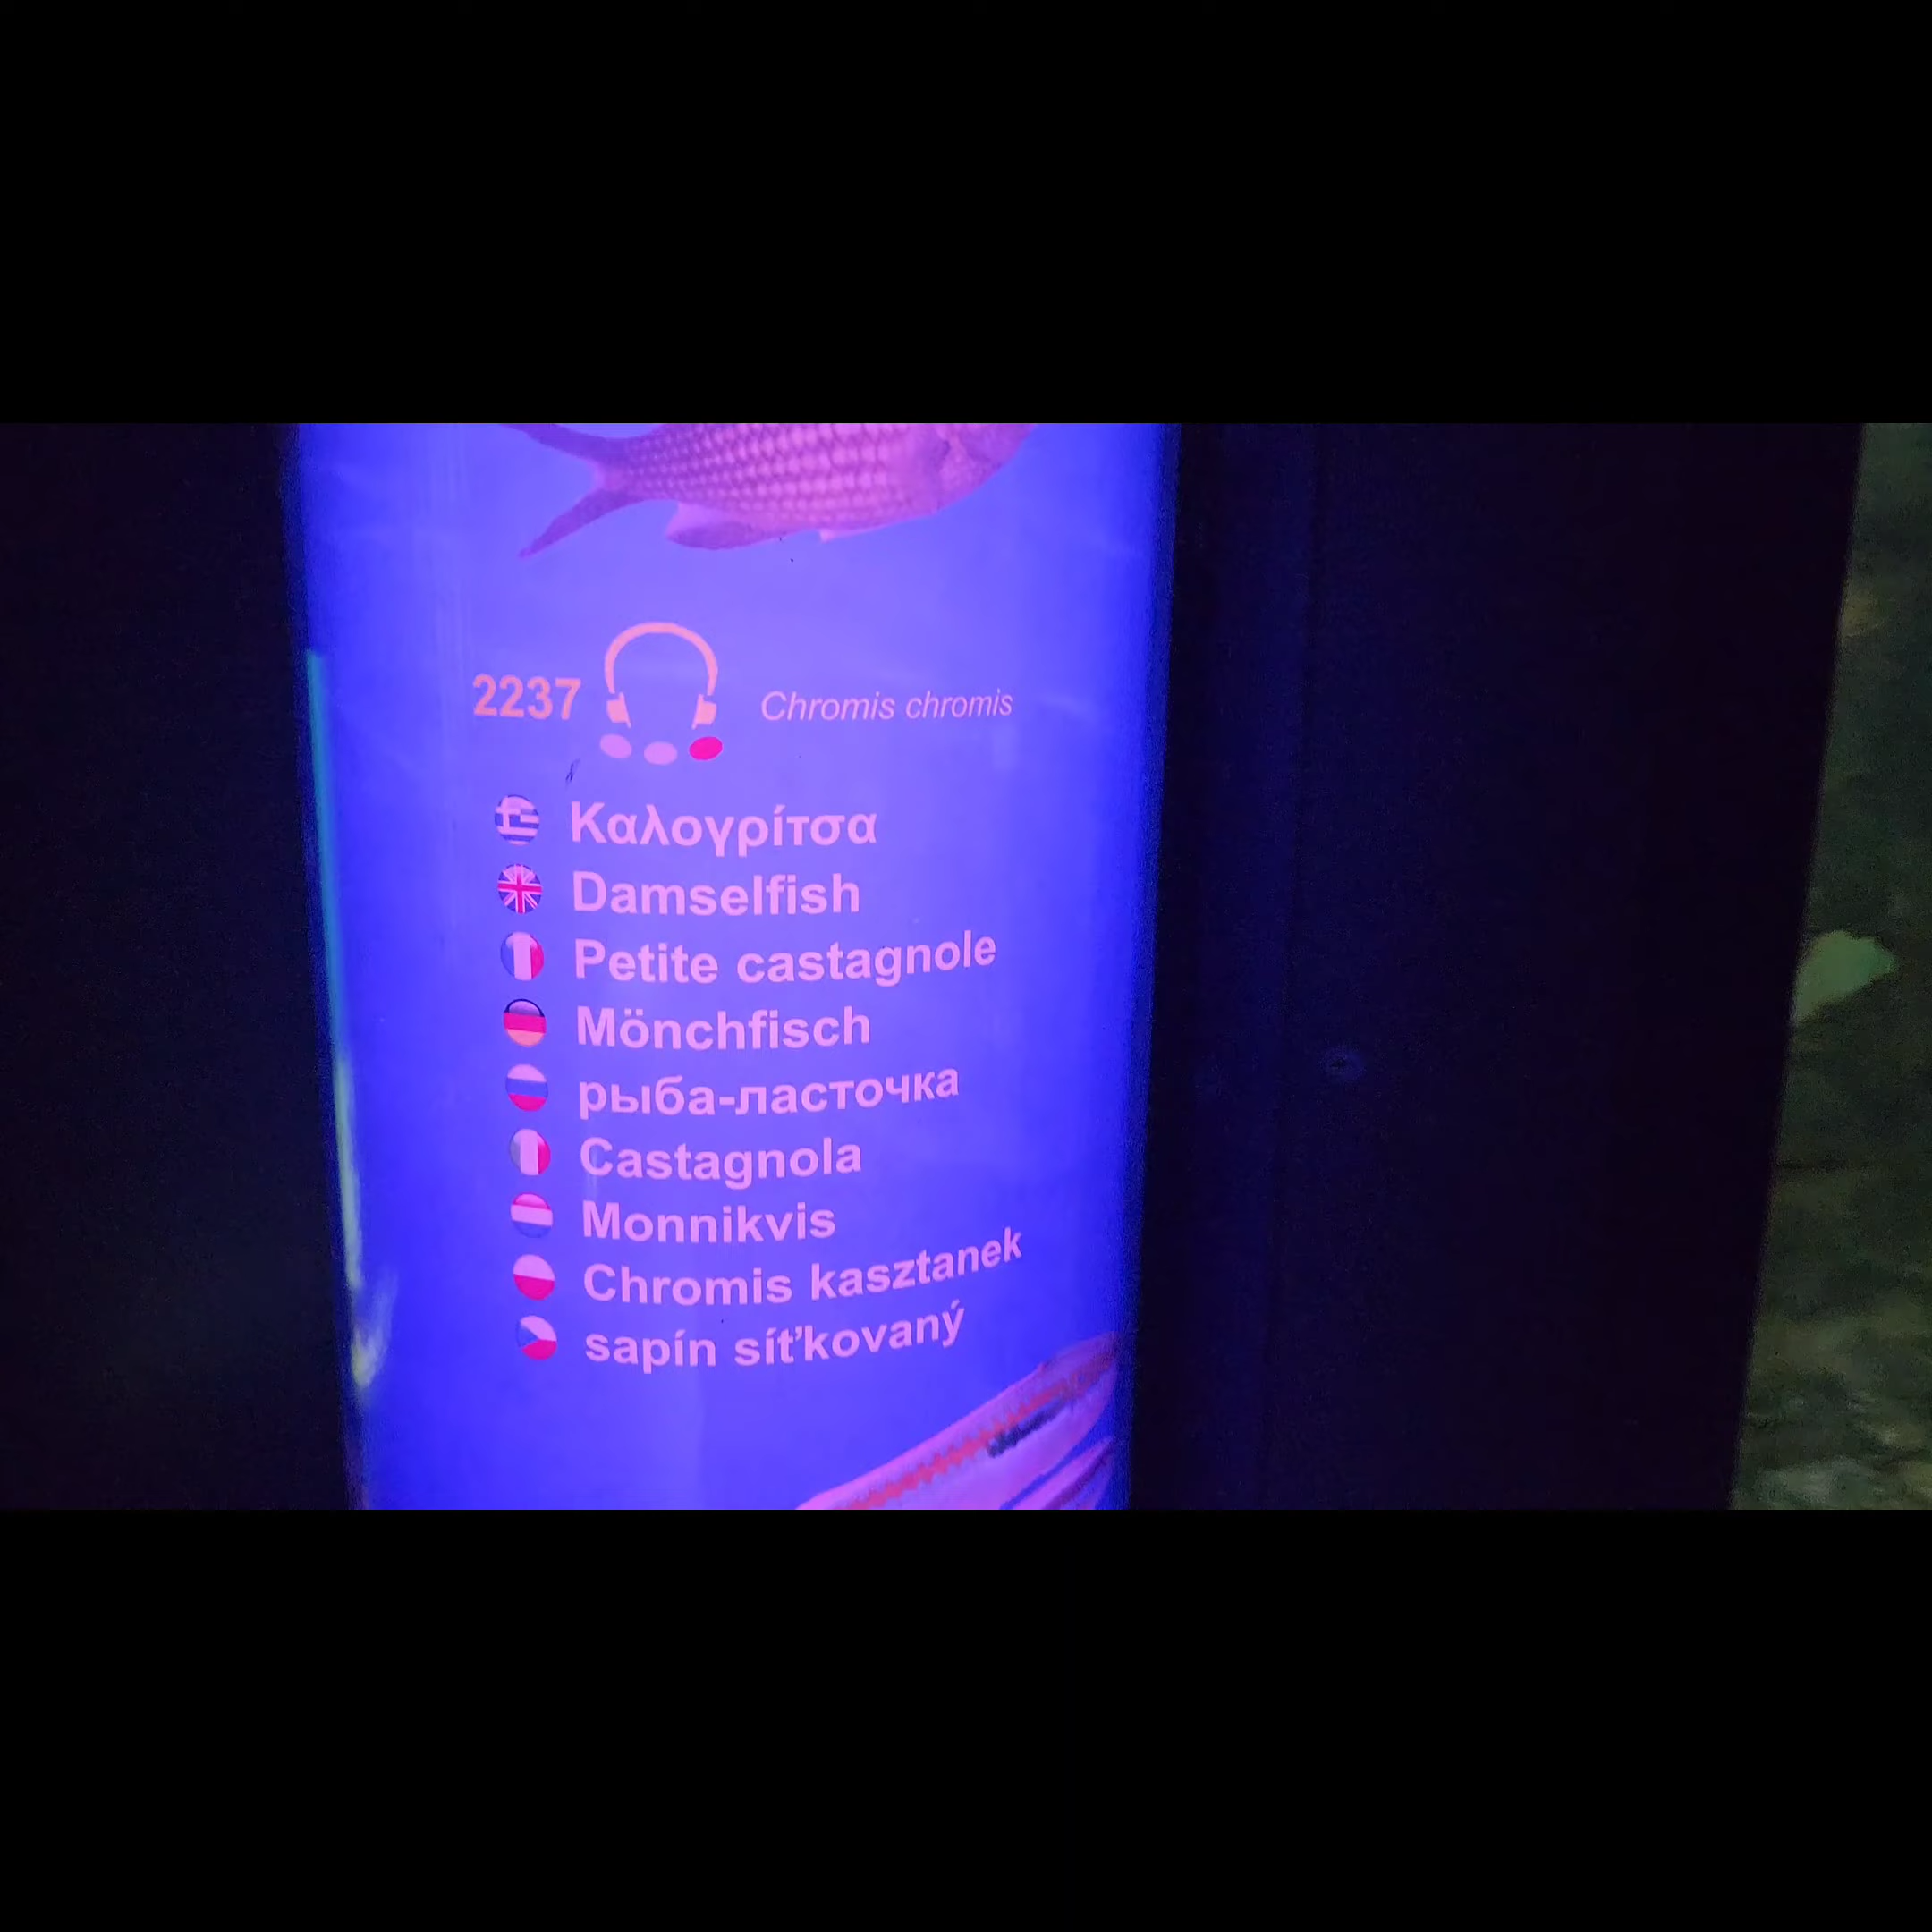 2237 Chromis chromis
Καλογρίτσα
Damselfish
Petite castagnole
Mönchfisch
рыба-ласточка
Castagnola
Monnikvis
Chromis kasztanek
sapín síťkovaný